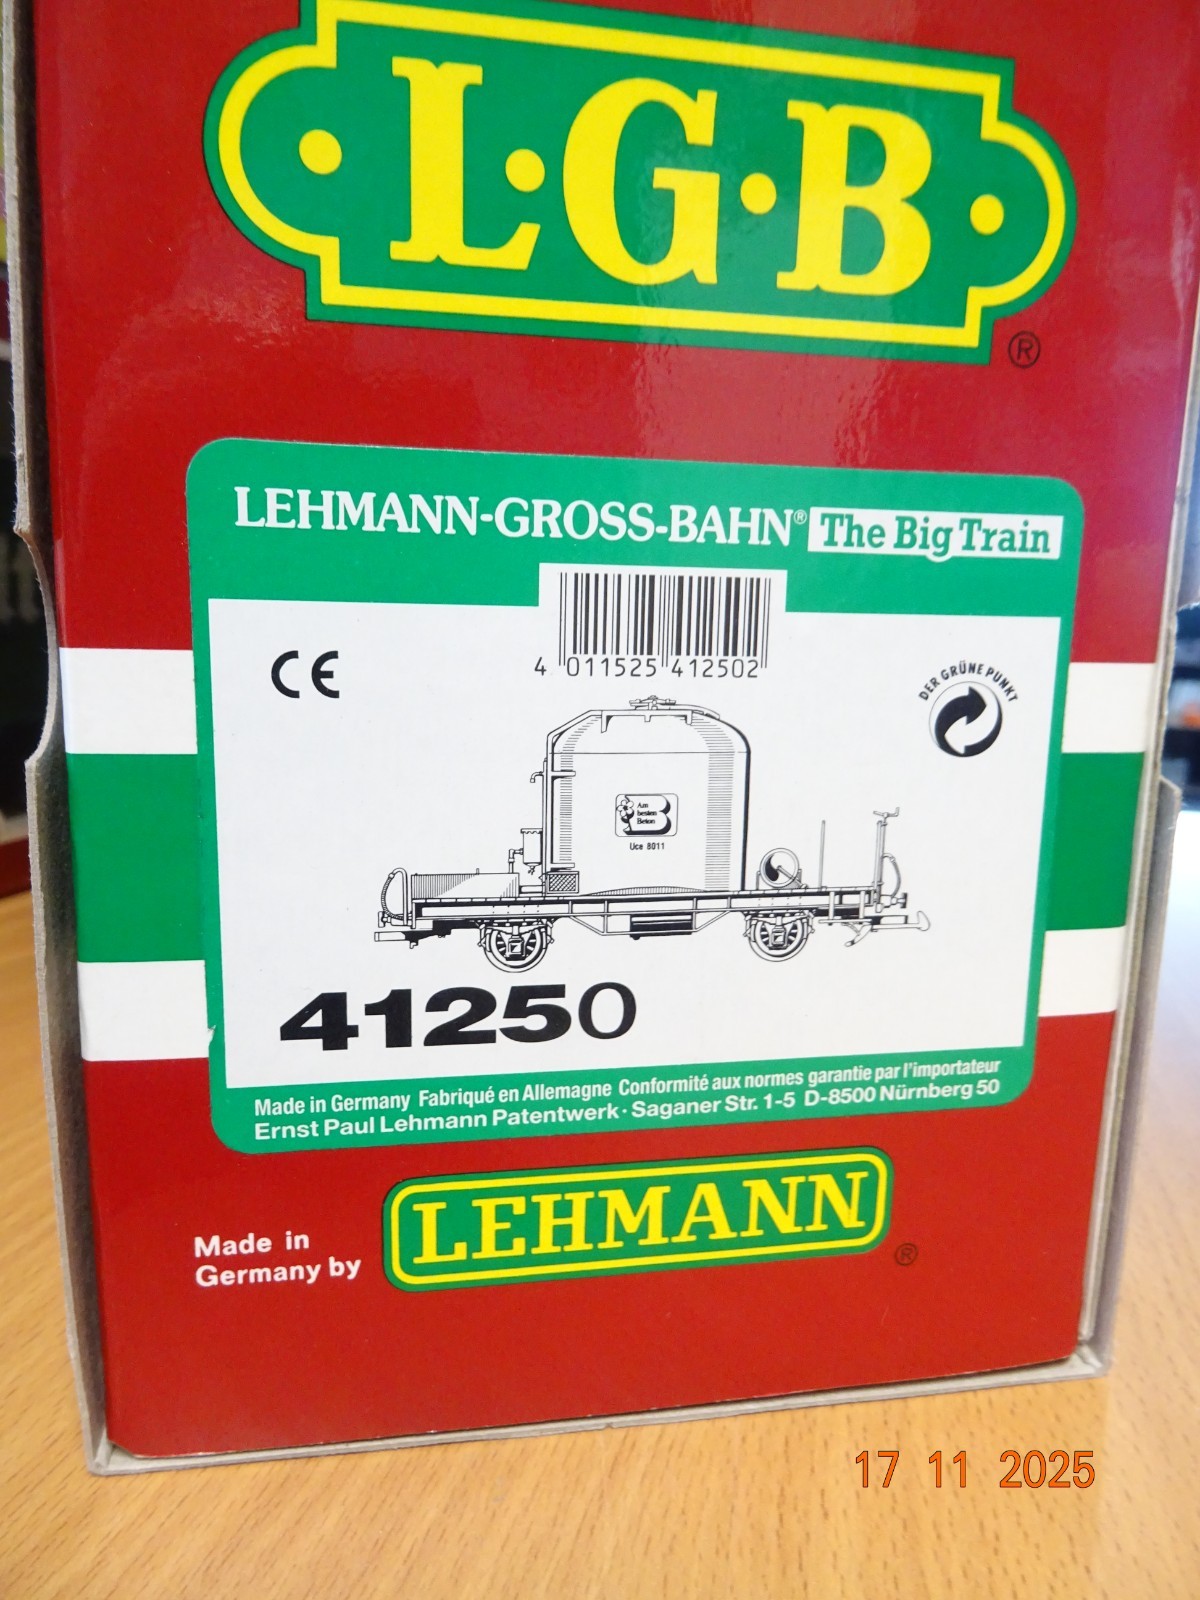 L·G·B
®
LEHMANN-GROSS-BAHN® The Big Train
4 011525 412502
CE
DER GRÜNE PUNKT
Am
besten
Beton
B
Uce 8011
41250
Made in Germany Fabriqué en Allemagne Conformité aux normes garantie par l'importateur
Ernst Paul Lehmann Patentwerk · Saganer Str. 1-5 D-8500 Nürnberg 50
Made in
Germany by
LEHMANN
®
17 11 2025